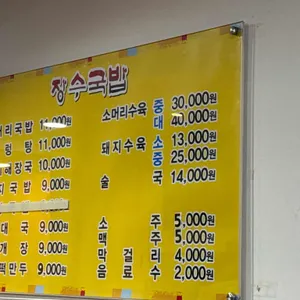 장수국밥
머리국밥 11,000원
렁탕 11,000원
해장국 10,000원
지국밥 9,000원
대국 9,000원
개장 9,000원
떡만두 9,000원
소머리수육 중 30,000원
대 40,000원
돼지수육 소 13,000원
중 25,000원
술국 14,000원
소주 5,000원
맥주 5,000원
막걸리 4,000원
음료수 2,000원